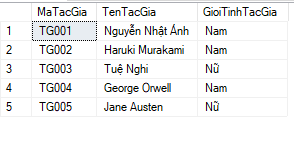 MaTacGia TenTacGia GioiTinhTacGia
1 TG001 Nguyễn Nhật Ánh Nam
2 TG002 Haruki Murakami Nam
3 TG003 Tuệ Nghi Nữ
4 TG004 George Orwell Nam
5 TG005 Jane Austen Nữ